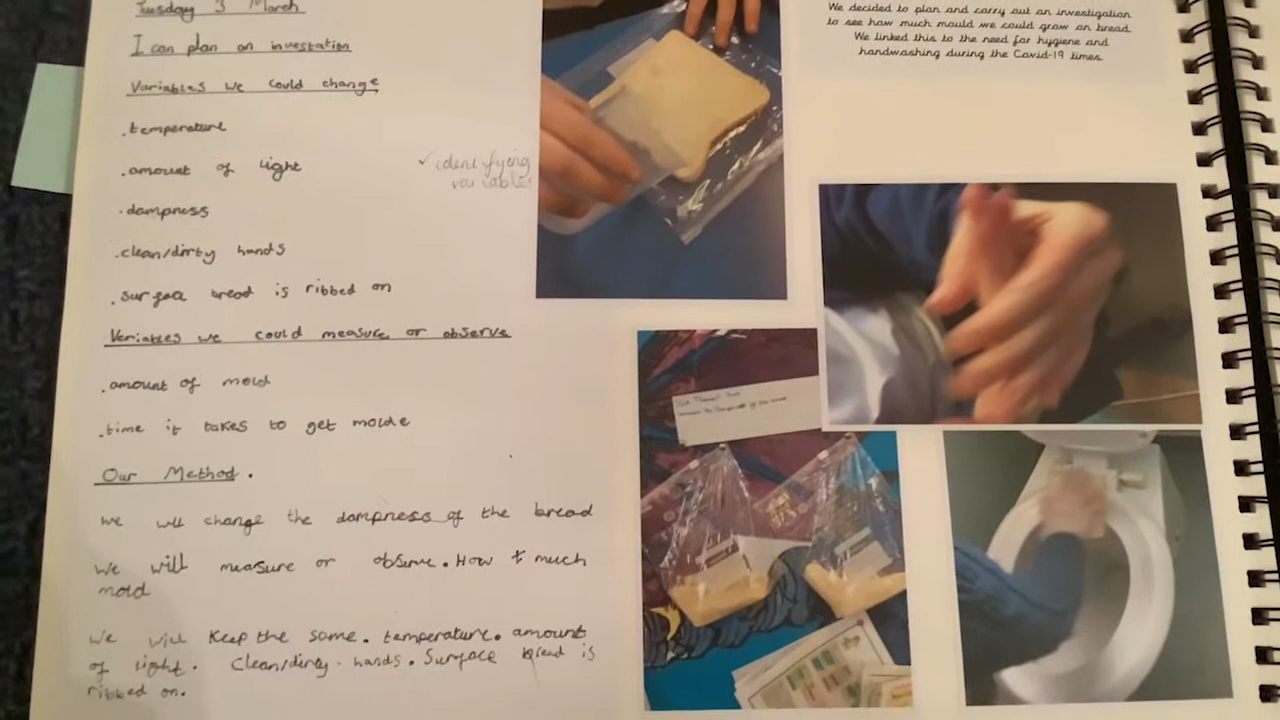 Tuesday 3 March
I can plan an investation
Variables we could change
.temperature
.amount of light
✓ identifying
variables
.dampness
.clean/dirty hands
.surfaca bread is ribbed on
Veriables we could measure or observe
.amount of mold
.time it takes to get molde
Our Method.
we will change the dampness of the bread
we will measure or observe. How much
mold
we will Keep the same. temperature. amount
of light. Clean/dirty. hands. Surface bread is
ribbed on.
We decided to plan and carry out an investigation
to see how much mould we could grow on bread.
We linked this to the need for hygiene and
handwashing during the Covid-19 times.